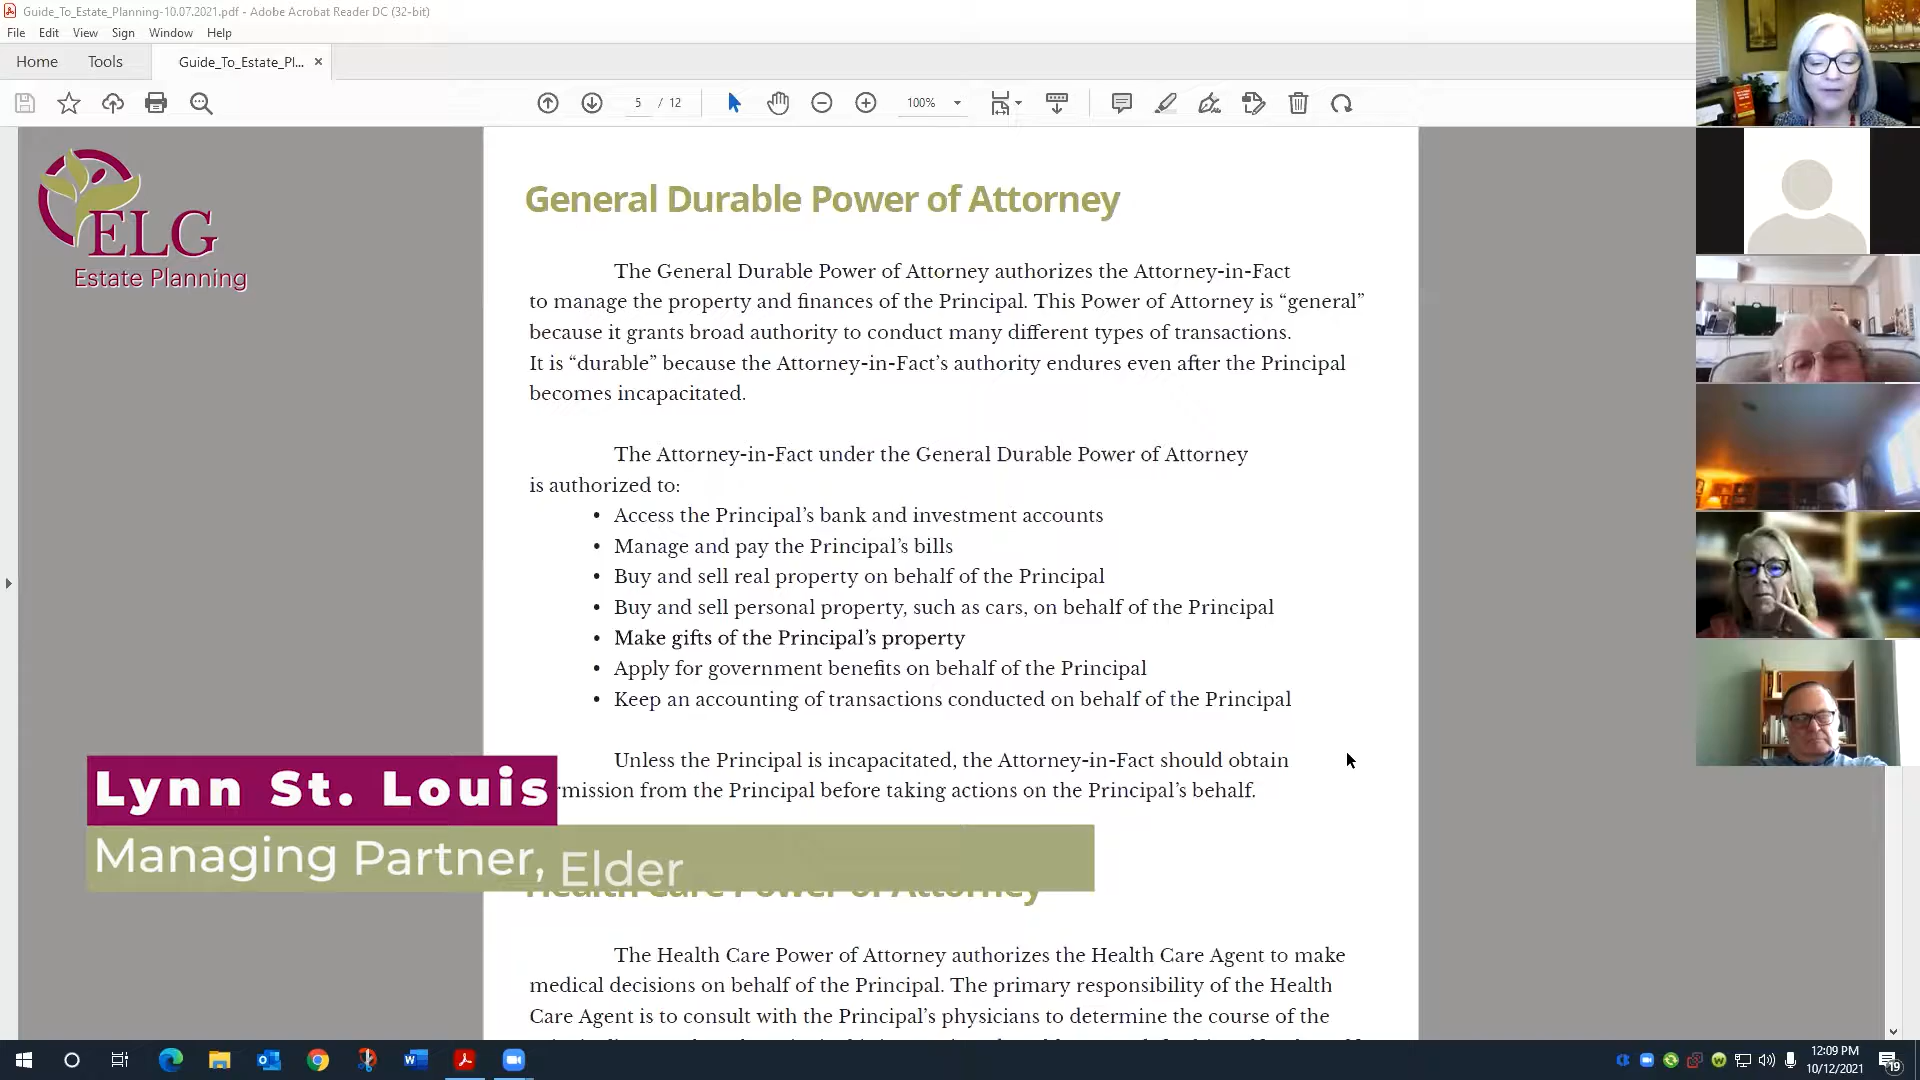 Guide_To_Estate_Planning-10.07.2021.pdf - Adobe Acrobat Reader DC (32-bit)
File Edit View Sign Window Help
Home Tools Guide_To_Estate_Pl... ×
5 / 12 100%
ELG
Estate Planning
General Durable Power of Attorney
The General Durable Power of Attorney authorizes the Attorney-in-Fact
to manage the property and finances of the Principal. This Power of Attorney is “general”
because it grants broad authority to conduct many different types of transactions.
It is “durable” because the Attorney-in-Fact’s authority endures even after the Principal
becomes incapacitated.
The Attorney-in-Fact under the General Durable Power of Attorney
is authorized to:
• Access the Principal’s bank and investment accounts
• Manage and pay the Principal’s bills
• Buy and sell real property on behalf of the Principal
• Buy and sell personal property, such as cars, on behalf of the Principal
• Make gifts of the Principal’s property
• Apply for government benefits on behalf of the Principal
• Keep an accounting of transactions conducted on behalf of the Principal
Unless the Principal is incapacitated, the Attorney-in-Fact should obtain
rmission from the Principal before taking actions on the Principal’s behalf.
Lynn St. Louis
Managing Partner, Elder
Health Care Power of Attorney
The Health Care Power of Attorney authorizes the Health Care Agent to make
medical decisions on behalf of the Principal. The primary responsibility of the Health
Care Agent is to consult with the Principal’s physicians to determine the course of the
12:09 PM
10/12/2021
19